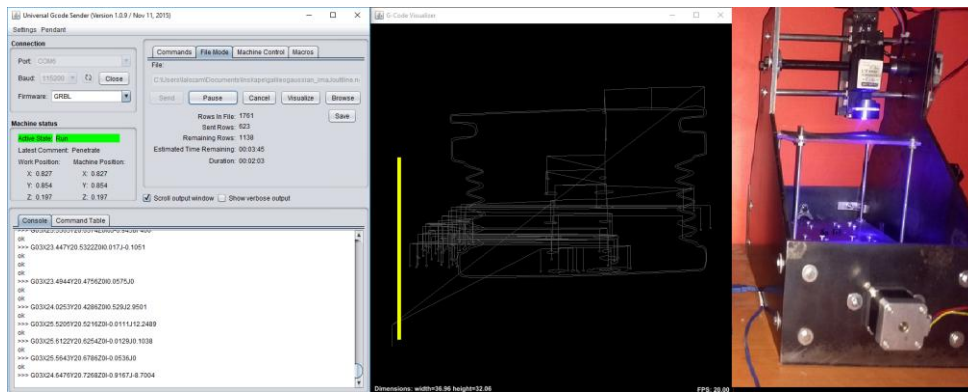 Universal Gcode Sender (Version 1.0.9 / Nov 11, 2015)
Settings Pendant
Connection
Port: COM6
Baud: 115200
Close
Firmware: GRBL
Machine status
Active State: Run
Latest Comment: Penetrate
Work Position: Machine Position:
X: 0.827 X: 0.827
Y: 0.854 Y: 0.854
Z: 0.197 Z: 0.197
Commands File Mode Machine Control Macros
File:
Send Pause Cancel Visualize Browse
Save
Rows In File: 1761
Sent Rows: 623
Remaining Rows: 1138
Estimated Time Remaining: 00:03:45
Duration: 00:02:03
Scroll output window Show verbose output
Console Command Table
ok
>>> G03X23.447Y20.5322Z0I0.017J-0.1051
ok
ok
ok
>>> G03X23.4944Y20.4756Z0I0.0575J0
ok
ok
>>> G03X24.0253Y20.4286Z0I0.529J2.9501
ok
>>> G03X25.5205Y20.5216Z0I-0.0111J12.2489
ok
>>> G03X25.6122Y20.6254Z0I-0.0129J0.1038
ok
>>> G03X25.5643Y20.6786Z0I-0.0536J0
ok
>>> G03X24.6476Y20.7268Z0I-0.9167J-8.7004
G-Code Visualizer
Dimensions: width=36.96 height=32.06
FPS: 20.00